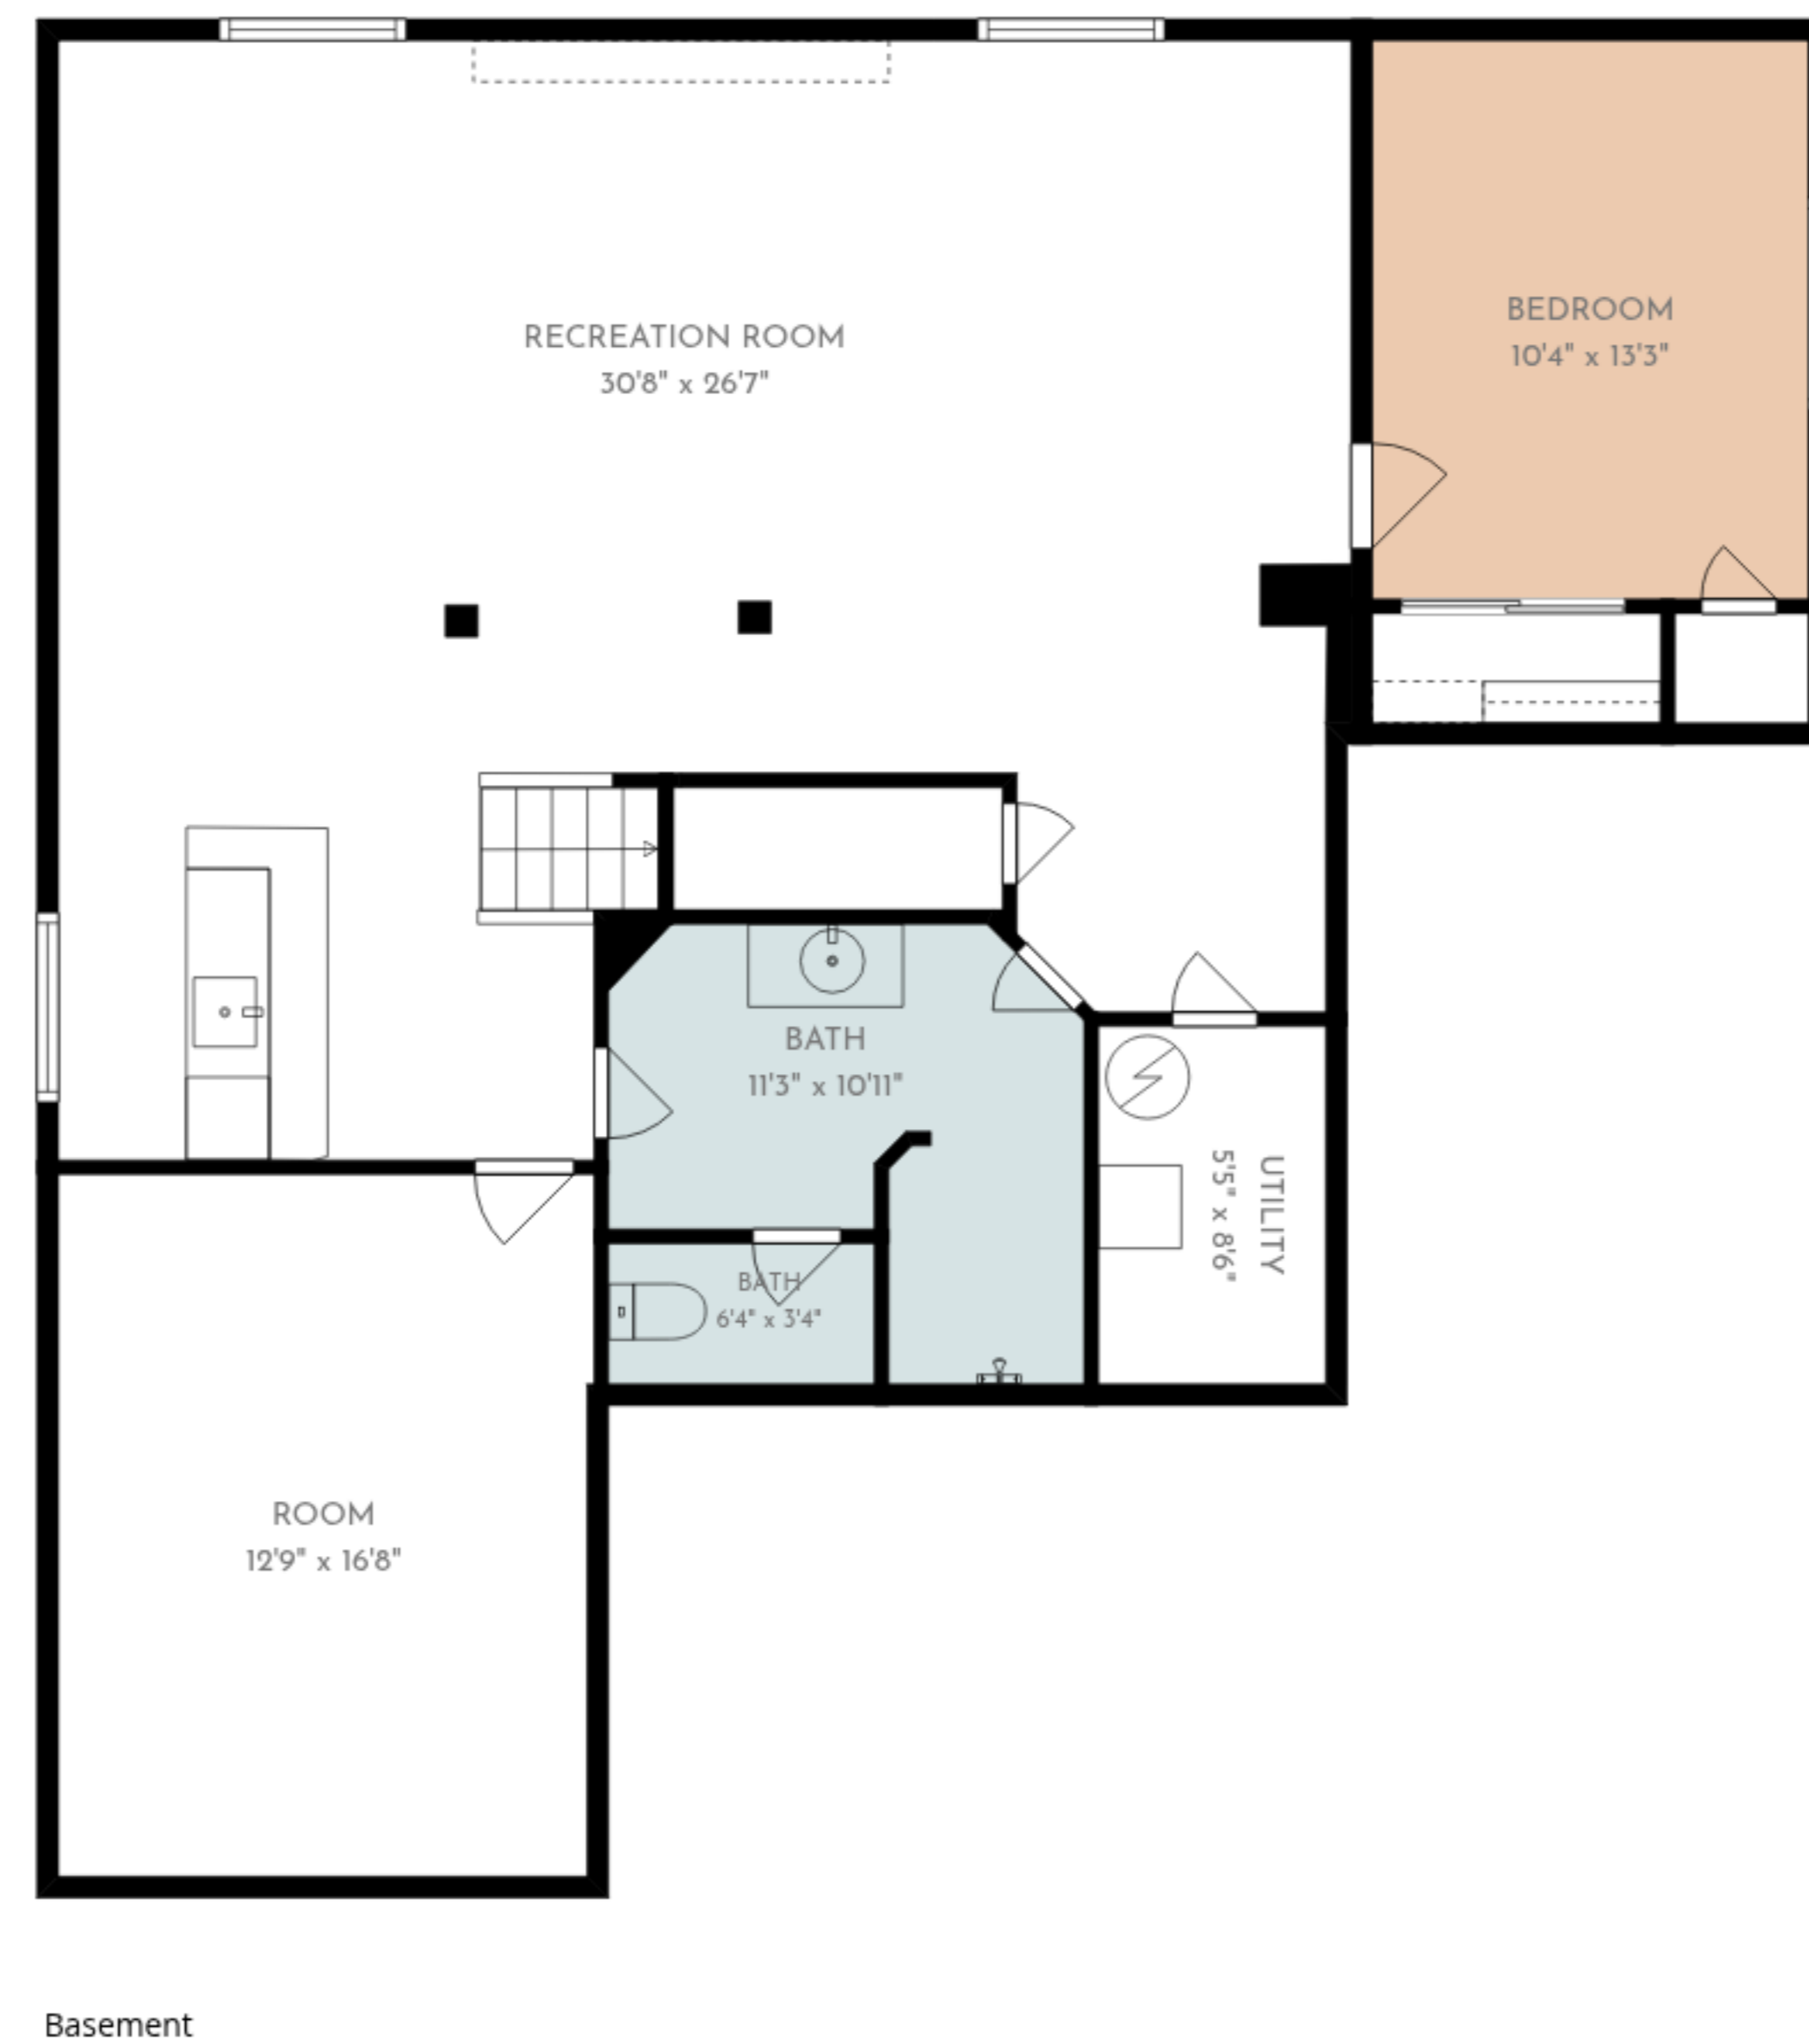 RECREATION ROOM
30'8" x 26'7"
BEDROOM
10'4" x 13'3"
BATH
11'3" x 10'11"
UTILITY
5'5" x 8'6"
BATH
6'4" x 3'4"
ROOM
12'9" x 16'8"
Basement